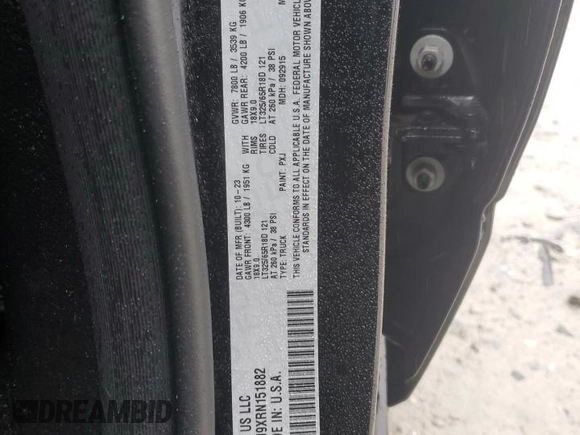 US LLC
DATE OF MFR (BUILT): 10-23 GVWR: 7800 LB / 3539 KG
GAWR FRONT: 4300 LB / 1951 KG WITH GAWR REAR: 4200 LB / 1906 KG
18X9.0 RIMS 18X9.0
LT325/65R18D 121 TIRES LT325/65R18D 121
AT 260 kPa / 38 PSI COLD AT 260 kPa / 38 PSI
TYPE: TRUCK PAINT: PXJ MDH: 092915
THIS VEHICLE CONFORMS TO ALL APPLICABLE U.S.A. FEDERAL MOTOR VEHICLE
STANDARDS IN EFFECT ON THE DATE OF MANUFACTURE SHOWN ABOVE
9XRN151882
DE IN: U.S.A.